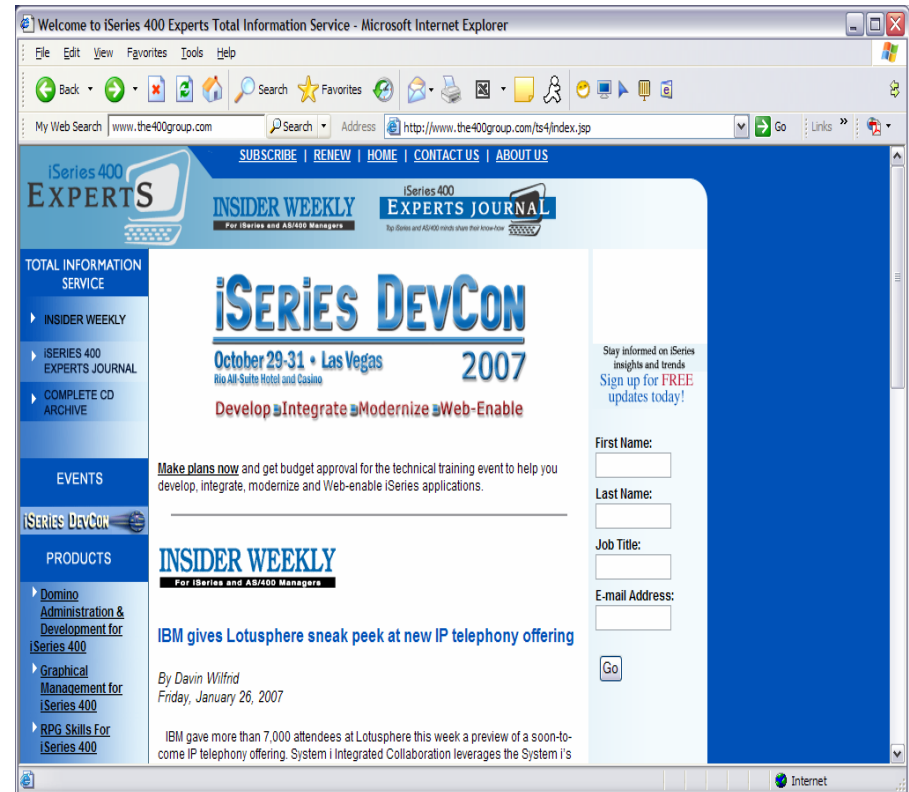 Welcome to iSeries 400 Experts Total Information Service - Microsoft Internet Explorer
File Edit View Favorites Tools Help
Back Search Favorites
My Web Search www.the400group.com Search Address http://www.the400group.com/ts4/index.jsp Go Links »
SUBSCRIBE | RENEW | HOME | CONTACT US | ABOUT US
iSeries 400
EXPERTS
INSIDER WEEKLY
For iSeries and AS/400 Managers
iSeries 400
EXPERTS JOURNAL
Top iSeries and AS/400 minds share their know-how
TOTAL INFORMATION
SERVICE
INSIDER WEEKLY
iSERIES 400
EXPERTS JOURNAL
COMPLETE CD
ARCHIVE
EVENTS
iSERIES DEVCON
PRODUCTS
Domino
Administration &
Development for
iSeries 400
Graphical
Management for
iSeries 400
RPG Skills For
iSeries 400
iSERiES DEVCON
October 29-31 • Las Vegas
Rio All-Suite Hotel and Casino
2007
Develop Integrate Modernize Web-Enable
Make plans now and get budget approval for the technical training event to help you
develop, integrate, modernize and Web-enable iSeries applications.
INSIDER WEEKLY
For iSeries and AS/400 Managers
IBM gives Lotusphere sneak peek at new IP telephony offering
By Davin Wilfrid
Friday, January 26, 2007
IBM gave more than 7,000 attendees at Lotusphere this week a preview of a soon-to-
come IP telephony offering. System i Integrated Collaboration leverages the System i's
Stay informed on iSeries
insights and trends
Sign up for FREE
updates today!
First Name:
Last Name:
Job Title:
E-mail Address:
Go
Internet